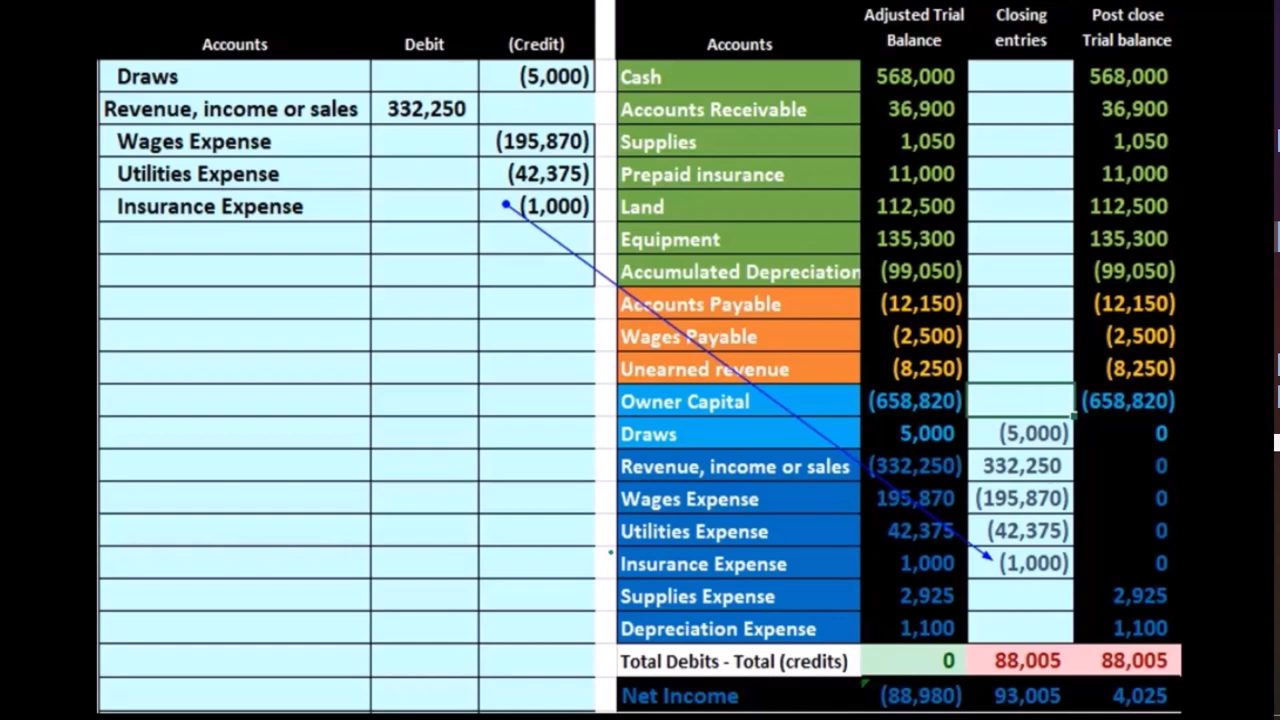 Accounts Debit (Credit)
Draws (5,000)
Revenue, income or sales 332,250
Wages Expense (195,870)
Utilities Expense (42,375)
Insurance Expense (1,000)
Accounts Adjusted Trial Balance Closing entries Post close Trial balance
Cash 568,000 568,000
Accounts Receivable 36,900 36,900
Supplies 1,050 1,050
Prepaid insurance 11,000 11,000
Land 112,500 112,500
Equipment 135,300 135,300
Accumulated Depreciation (99,050) (99,050)
Accounts Payable (12,150) (12,150)
Wages Payable (2,500) (2,500)
Unearned revenue (8,250) (8,250)
Owner Capital (658,820) (658,820)
Draws 5,000 (5,000) 0
Revenue, income or sales (332,250) 332,250 0
Wages Expense 195,870 (195,870) 0
Utilities Expense 42,375 (42,375) 0
Insurance Expense 1,000 (1,000) 0
Supplies Expense 2,925 2,925
Depreciation Expense 1,100 1,100
Total Debits - Total (credits) 0 88,005 88,005
Net Income (88,980) 93,005 4,025